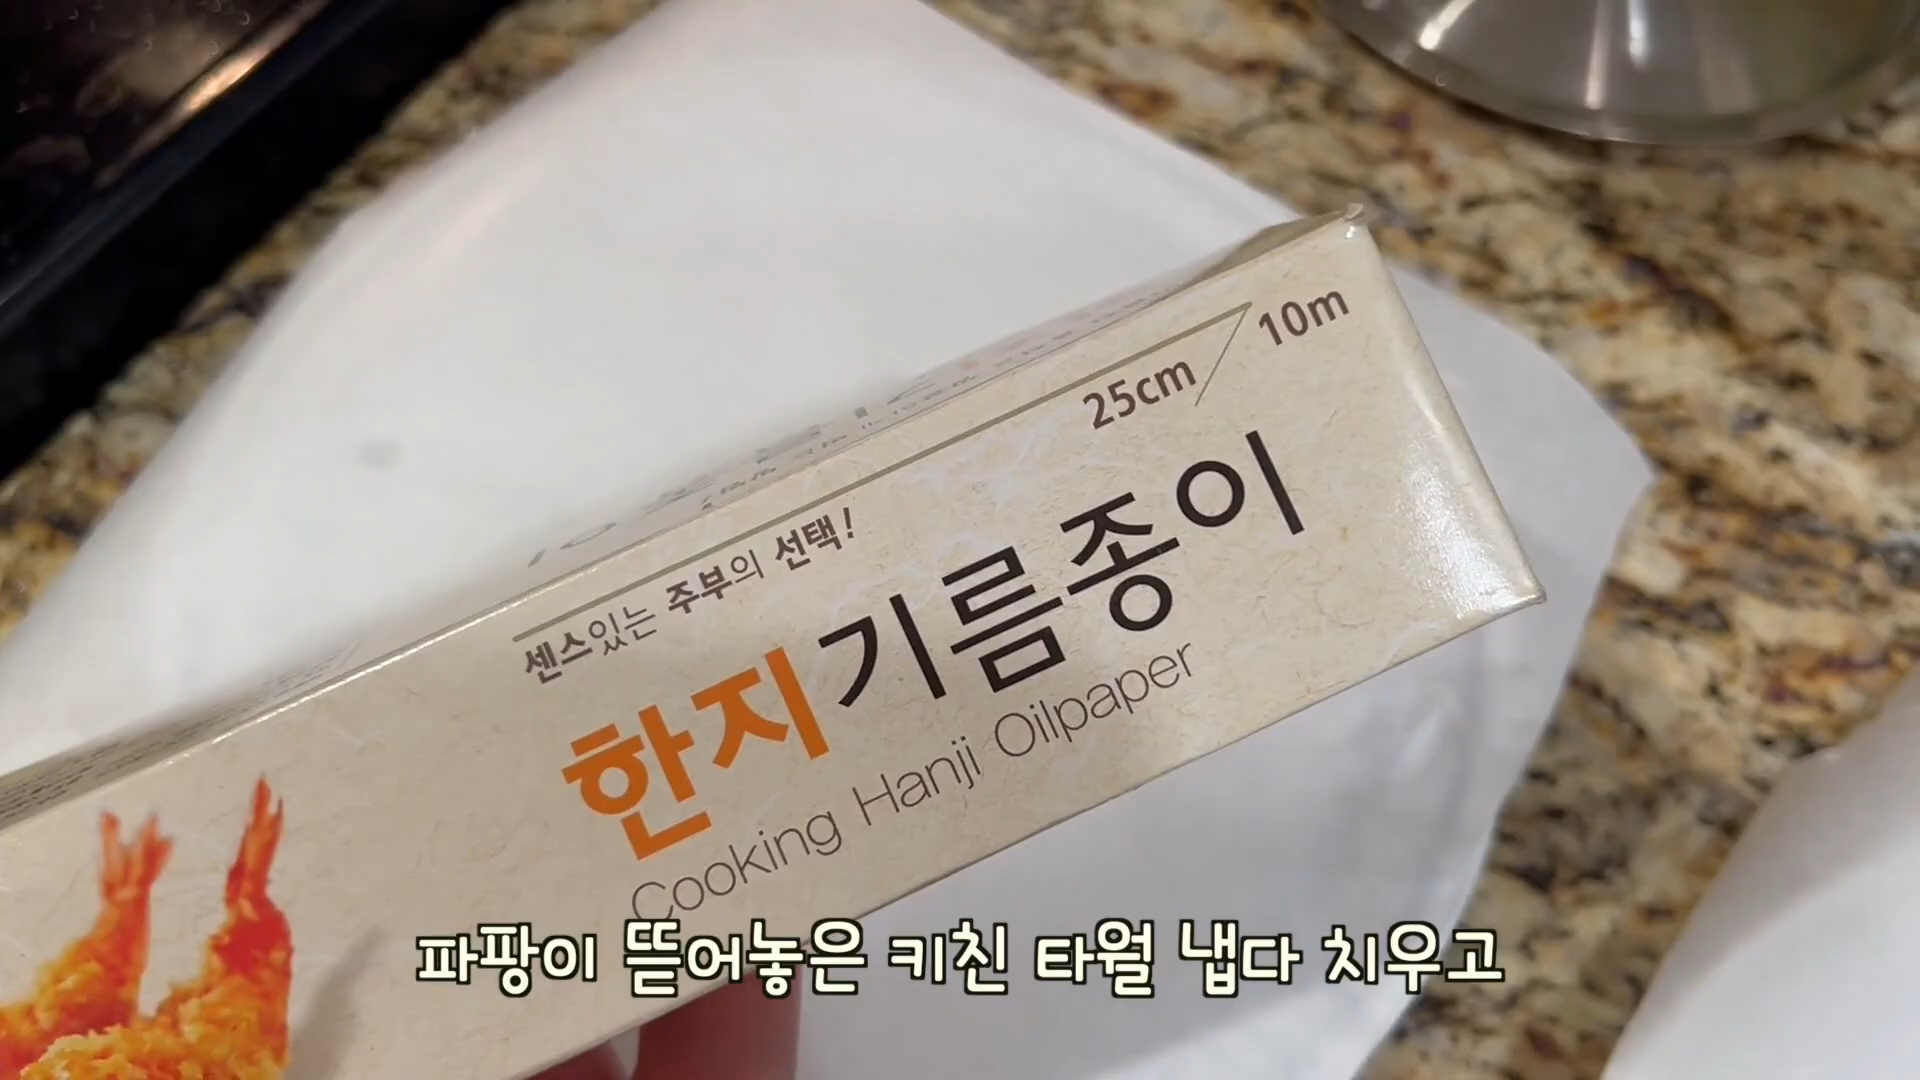 10m
25cm
센스있는 주부의 선택!
한지기름종이
Cooking Hanji Oilpaper
파팡이 뜯어놓은 키친 타월 냅다 치우고